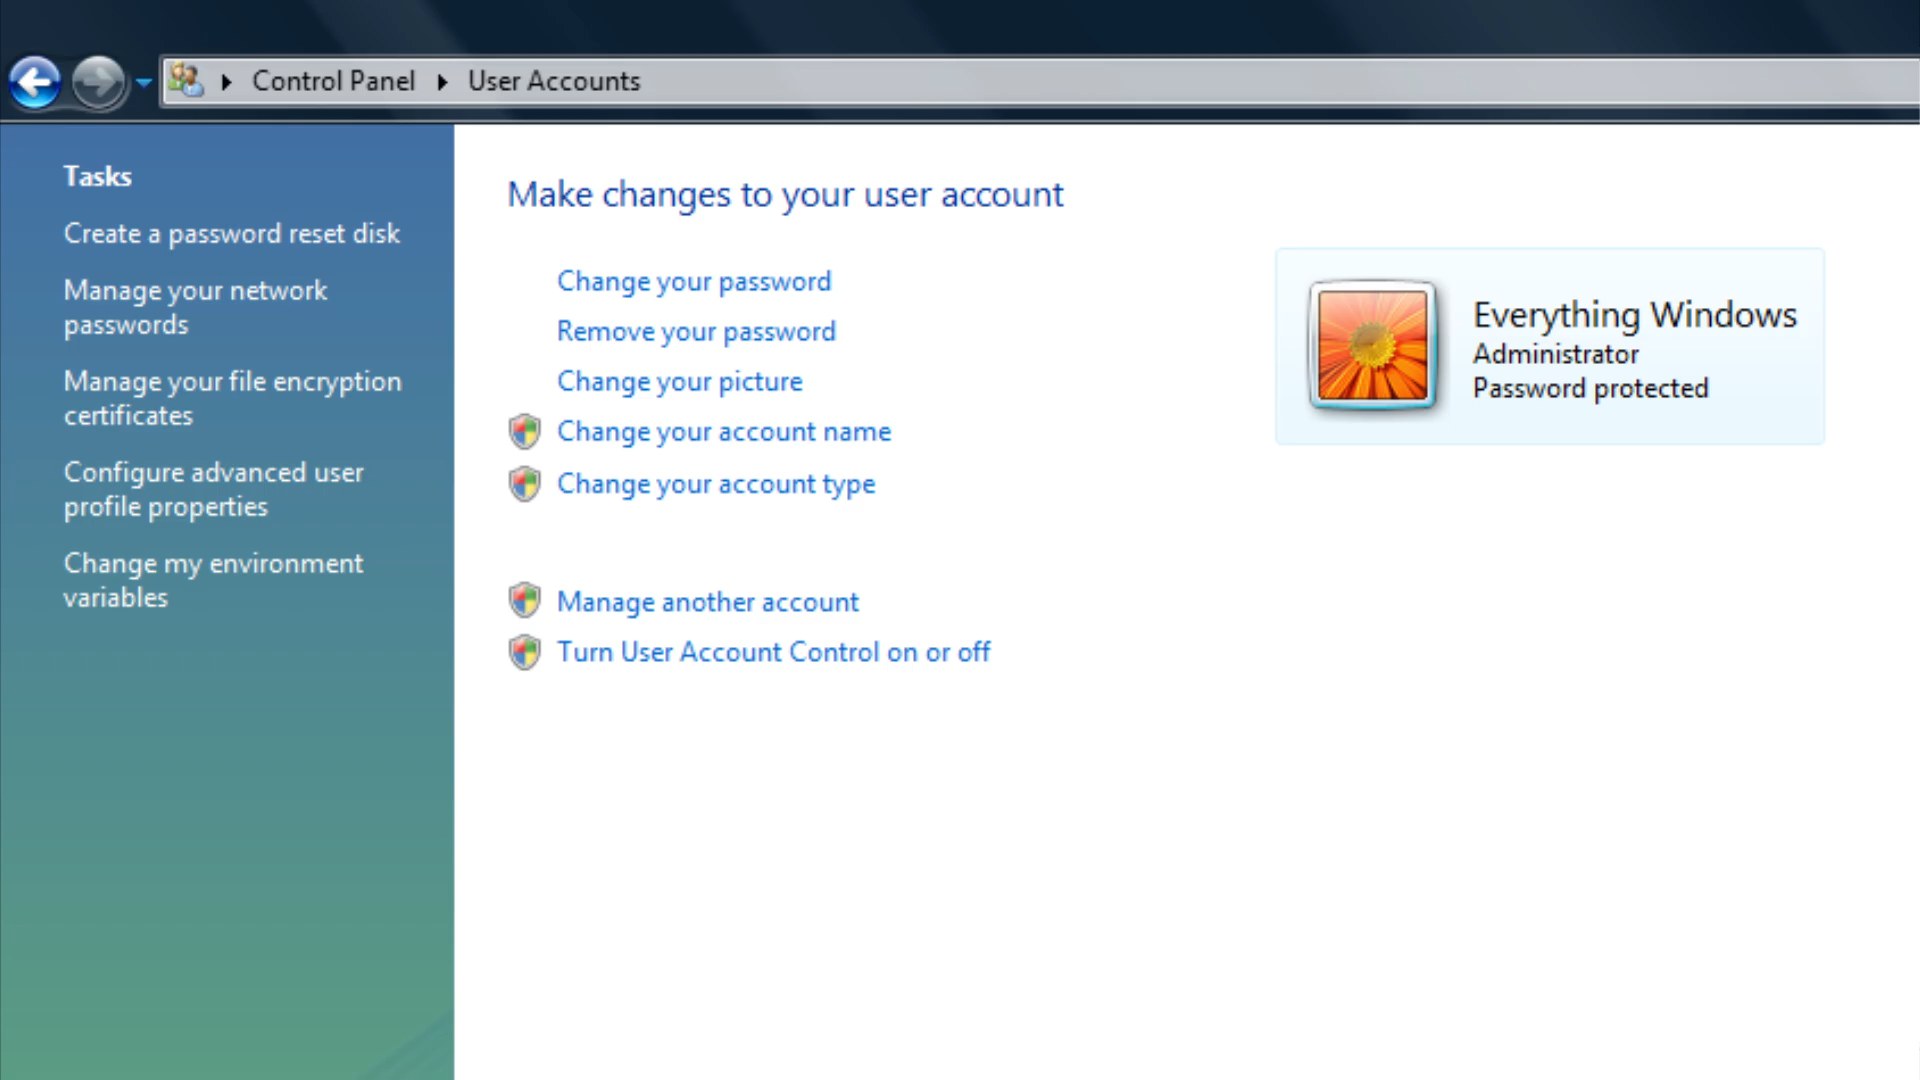 Control Panel User Accounts
Tasks
Create a password reset disk
Manage your network
passwords
Manage your file encryption
certificates
Configure advanced user
profile properties
Change my environment
variables
Make changes to your user account
Change your password
Remove your password
Change your picture
Change your account name
Change your account type
Manage another account
Turn User Account Control on or off
Everything Windows
Administrator
Password protected